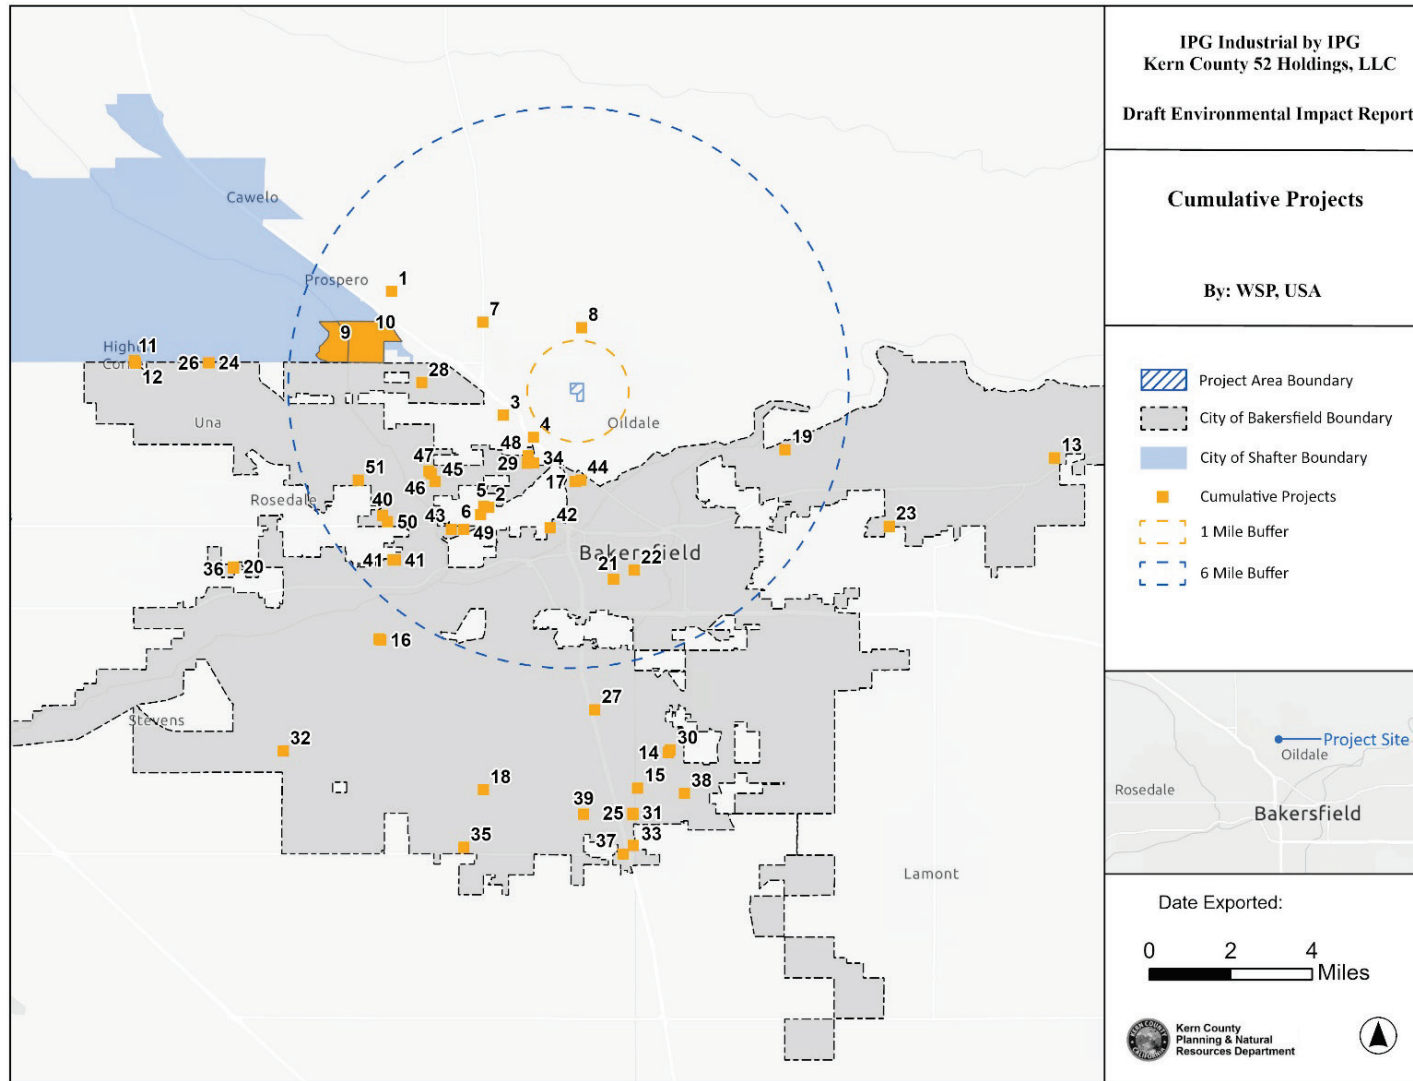 IPG Industrial by IPG
Kern County 52 Holdings, LLC
Draft Environmental Impact Report
Cumulative Projects
By: WSP, USA
Project Area Boundary
City of Bakersfield Boundary
City of Shafter Boundary
Cumulative Projects
1 Mile Buffer
6 Mile Buffer
Project Site
Oildale
Rosedale
Bakersfield
Date Exported:
0 2 4
Miles
KERN COUNTY
CALIFORNIA
Kern County
Planning & Natural
Resources Department
Cawelo
Prospero
1
7
8
9
10
11
12
26
24
28
3
Una
4
Oildale
48
29
34
19
13
47
45
46
51
17
44
Rosedale
40
50
5
2
6
43
49
42
23
41
41
Bakersfield
36
20
21
22
16
27
Stevens
32
30
14
15
38
18
39
25
31
35
37
33
Lamont